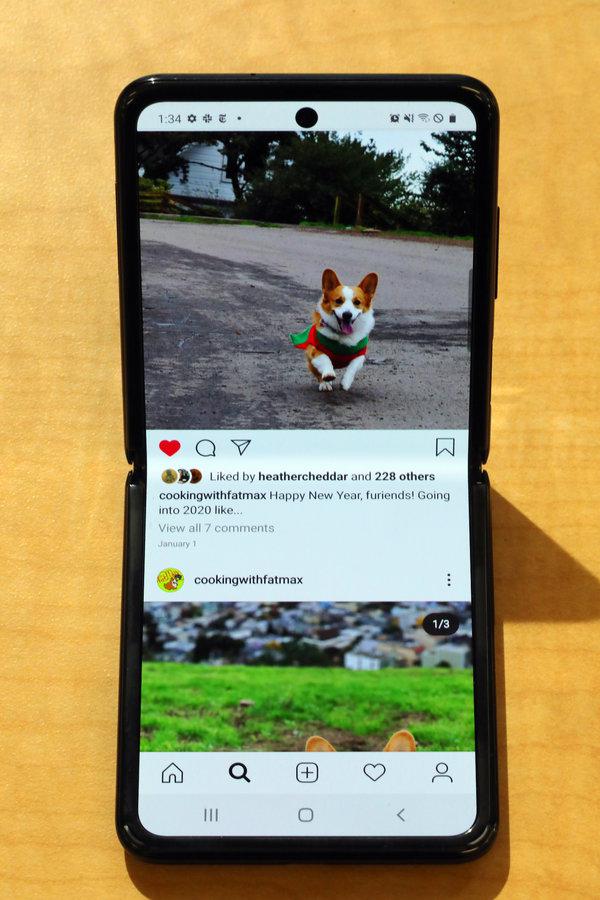 1:34
Liked by heathercheddar and 228 others
cookingwithfatmax Happy New Year, furiends! Going
into 2020 like...
View all 7 comments
January 1
cookingwithfatmax
1/3